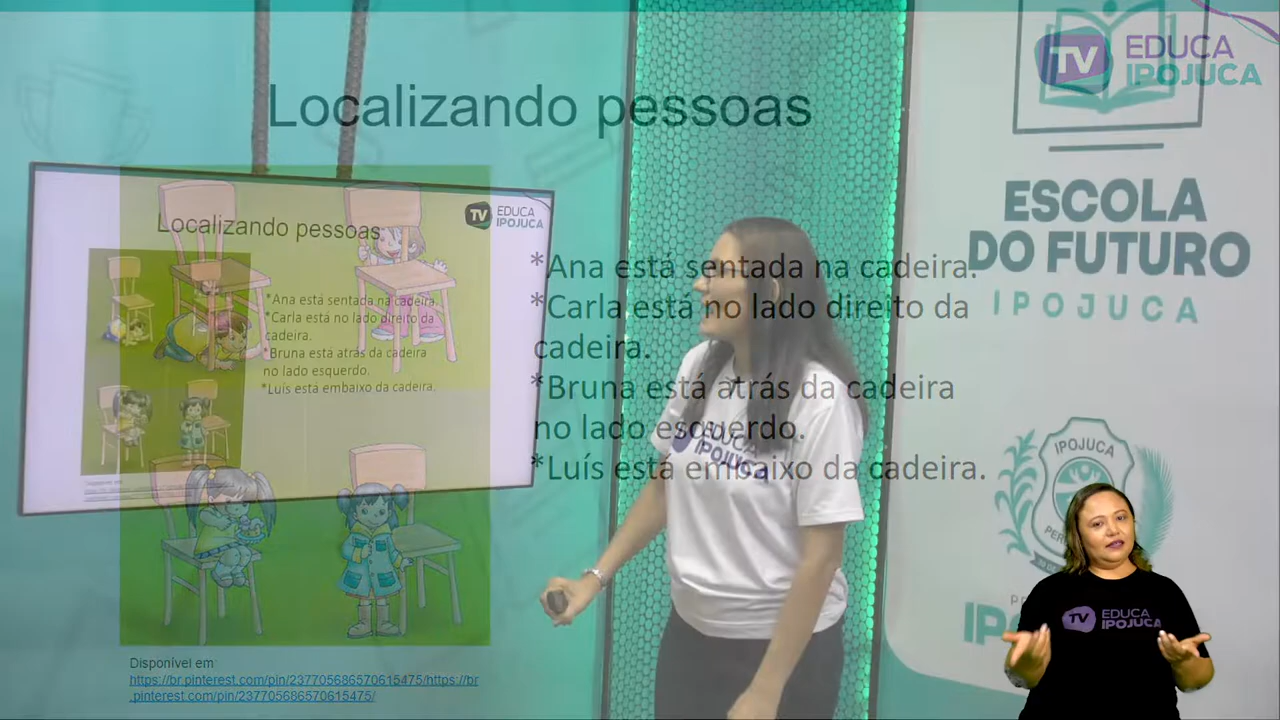 Localizando pessoas
TV EDUCA
IPOJUCA
Localizando pessoas
TV EDUCA
IPOJUCA
*Ana está sentada na cadeira.
*Carla está no lado direito da
cadeira.
*Bruna está atrás da cadeira
no lado esquerdo.
*Luís está embaixo da cadeira.
*Ana está sentada na cadeira.
*Carla está no lado direito da
cadeira.
*Bruna está atrás da cadeira
no lado esquerdo.
*Luís está embaixo da cadeira.
ESCOLA
DO FUTURO
IPOJUCA
EDUCA
IPOJUCA
IPOJUCA
TV EDUCA
IPOJUCA
Disponível em
https://br.pinterest.com/pin/237705686570615475/https://br
.pinterest.com/pin/237705686570615475/